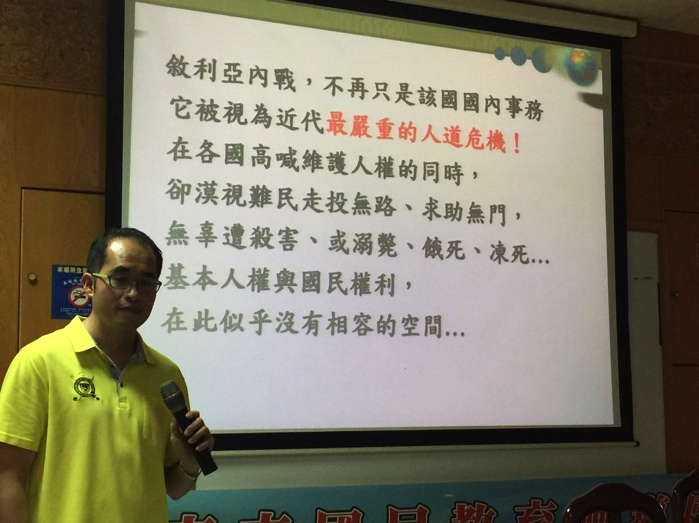 敘利亞內戰，不再只是該國國內事務
它被視為近代最嚴重的人道危機！
在各國高喊維護人權的同時，
卻漠視難民走投無路、求助無門，
無辜遭殺害、或溺斃、餓死、凍死...
基本人權與國民權利，
在此似乎沒有相容的空間...
國民教育